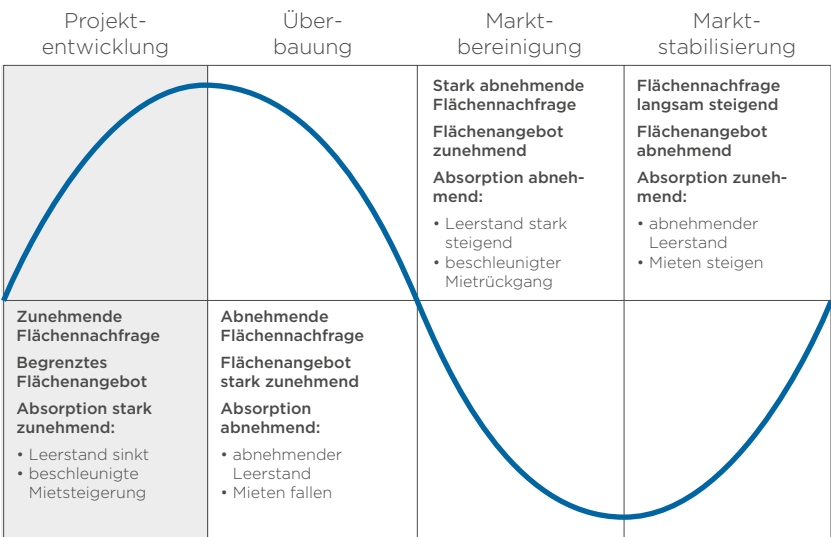 Projekt-
entwicklung
Über-
bauung
Markt-
bereinigung
Markt-
stabilisierung
Zunehmende
Flächennachfrage
Begrenztes
Flächenangebot
Absorption stark
zunehmend:
• Leerstand sinkt
• beschleunigte
Mietsteigerung
Abnehmende
Flächennachfrage
Flächenangebot
stark zunehmend
Absorption
abnehmend:
• abnehmender
Leerstand
• Mieten fallen
Stark abnehmende
Flächennachfrage
Flächenangebot
zunehmend
Absorption abneh-
mend:
• Leerstand stark
steigend
• beschleunigter
Mietrückgang
Flächennachfrage
langsam steigend
Flächenangebot
abnehmend
Absorption zuneh-
mend:
• abnehmender
Leerstand
• Mieten steigen